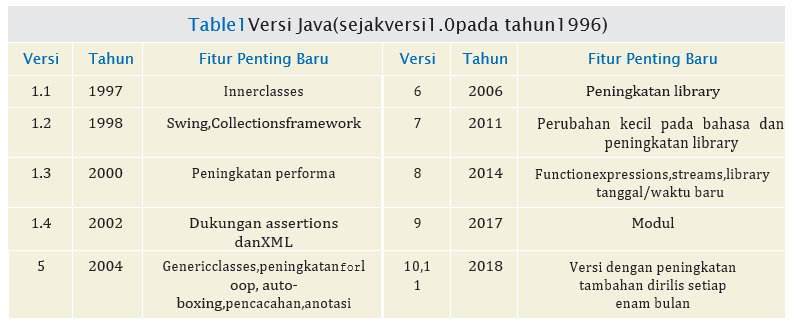 Table1Versi Java(sejakversi1.0pada tahun1996)
Versi Tahun Fitur Penting Baru Versi Tahun Fitur Penting Baru
1.1 1997 Innerclasses 6 2006 Peningkatan library
1.2 1998 Swing,Collectionsframework 7 2011 Perubahan kecil pada bahasa dan
peningkatan library
1.3 2000 Peningkatan performa 8 2014 Functionexpressions,streams,library
tanggal/waktu baru
1.4 2002 Dukungan assertions 9 2017 Modul
danXML
5 2004 Genericclasses,peningkatanforl 10,1 2018 Versi dengan peningkatan
oop, auto- 1 tambahan dirilis setiap
boxing,pencacahan,anotasi enam bulan